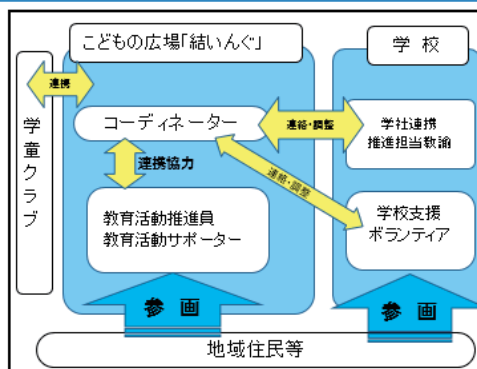 こどもの広場「結いんぐ」
学校
学童クラブ
連携
コーディネーター
連絡・調整
学社連携
推進担当教諭
連携協力
連絡・調整
教育活動推進員
教育活動サポーター
学校支援
ボランティア
参画
参画
地域住民等